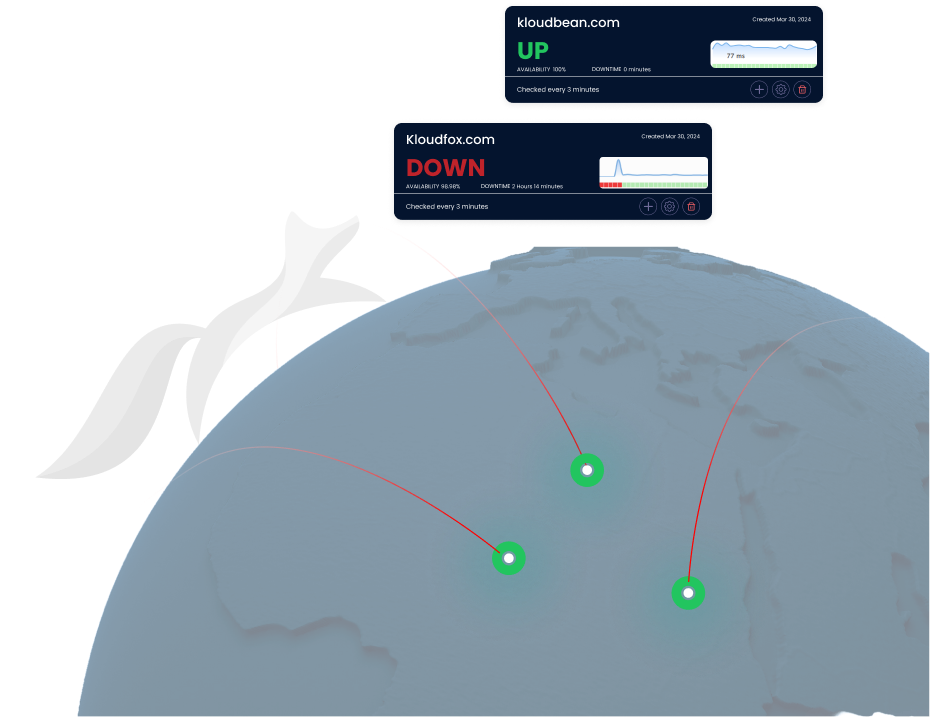 kloudbean.com
Created Mar 30, 2024
UP
77 ms
AVAILABILITY 100% DOWNTIME 0 minutes
Checked every 3 minutes
Kloudfox.com
Created Mar 30, 2024
DOWN
AVAILABILITY 98.98% DOWNTIME 2 Hours 14 minutes
Checked every 3 minutes